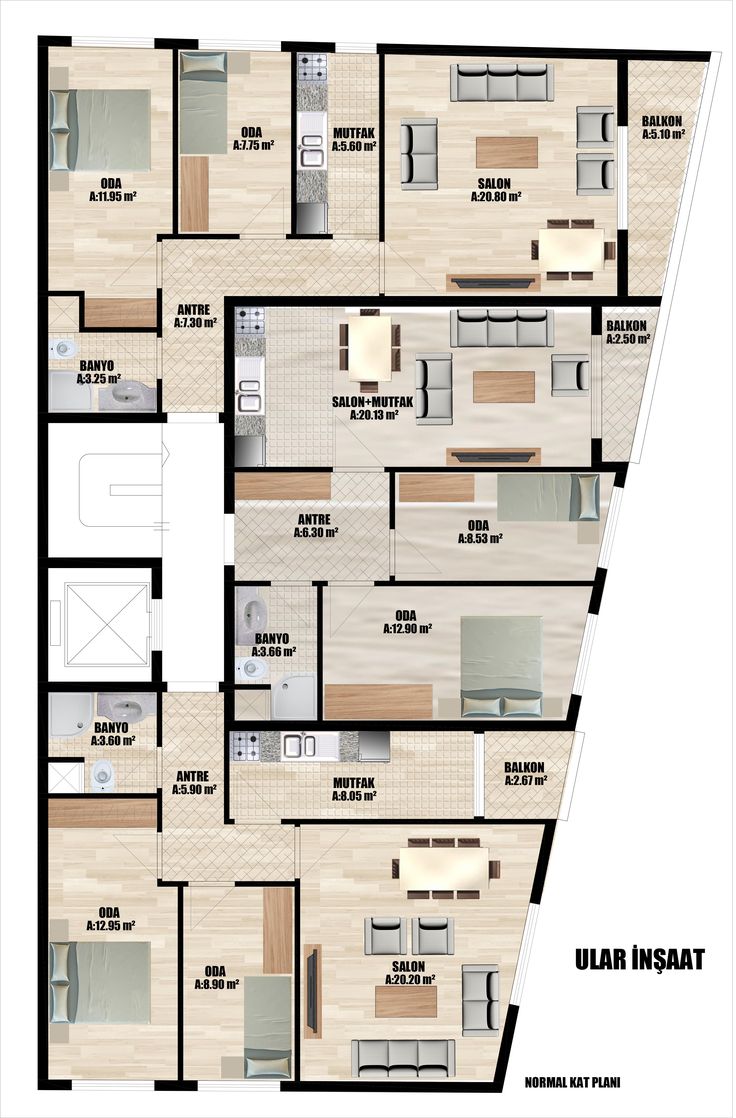 ODA
A:11.95 m²
ODA
A:7.75 m²
MUTFAK
A:5.60 m²
SALON
A:20.80 m²
BALKON
A:5.10 m²
ANTRE
A:7.30 m²
BANYO
A:3.25 m²
SALON+MUTFAK
A:20.13 m²
BALKON
A:2.50 m²
ANTRE
A:6.30 m²
ODA
A:8.53 m²
BANYO
A:3.66 m²
ODA
A:12.90 m²
BANYO
A:3.60 m²
ANTRE
A:5.90 m²
MUTFAK
A:8.05 m²
BALKON
A:2.67 m²
ODA
A:12.95 m²
ODA
A:8.90 m²
SALON
A:20.20 m²
ULAR İNŞAAT
NORMAL KAT PLANI